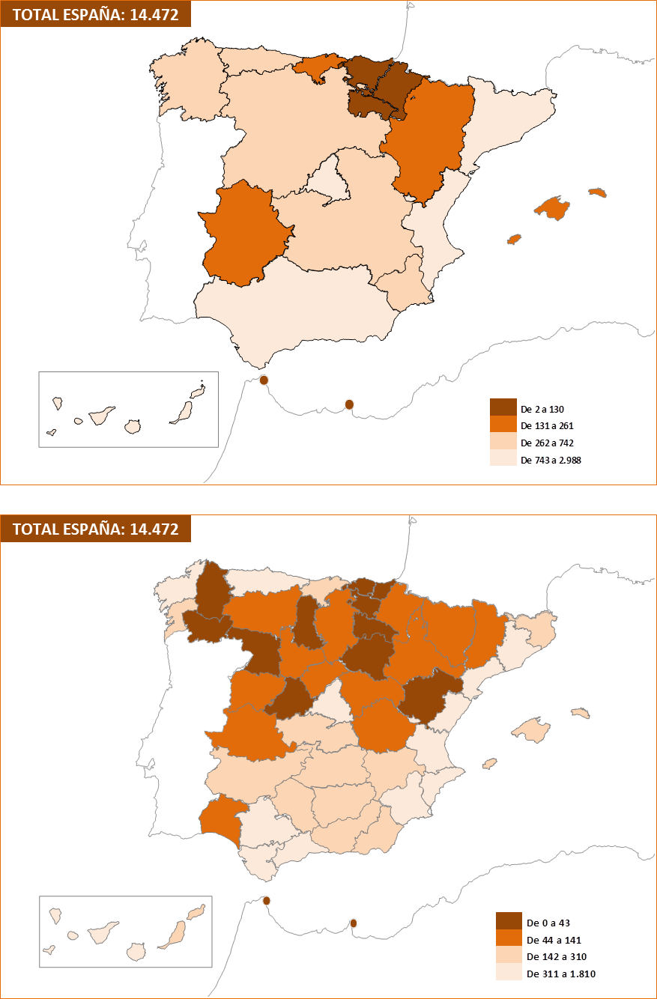 TOTAL ESPAÑA: 14.472
De 2 a 130
De 131 a 261
De 262 a 742
De 743 a 2.988
TOTAL ESPAÑA: 14.472
De 0 a 43
De 44 a 141
De 142 a 310
De 311 a 1.810